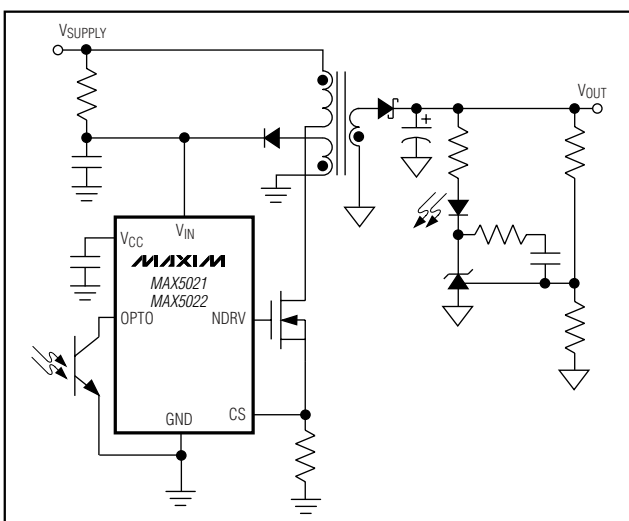 VSUPPLY
VOUT
VCC
VIN
MAXIM
MAX5021
MAX5022
OPTO
NDRV
GND
CS
+